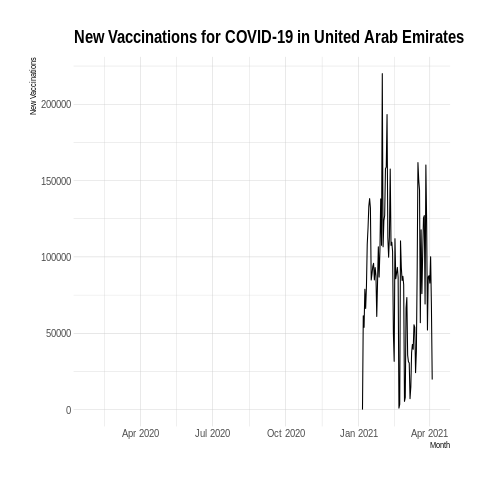 New Vaccinations for COVID-19 in United Arab Emirates
New Vaccinations
200000
150000
100000
50000
0
Apr 2020 Jul 2020 Oct 2020 Jan 2021 Apr 2021
Month